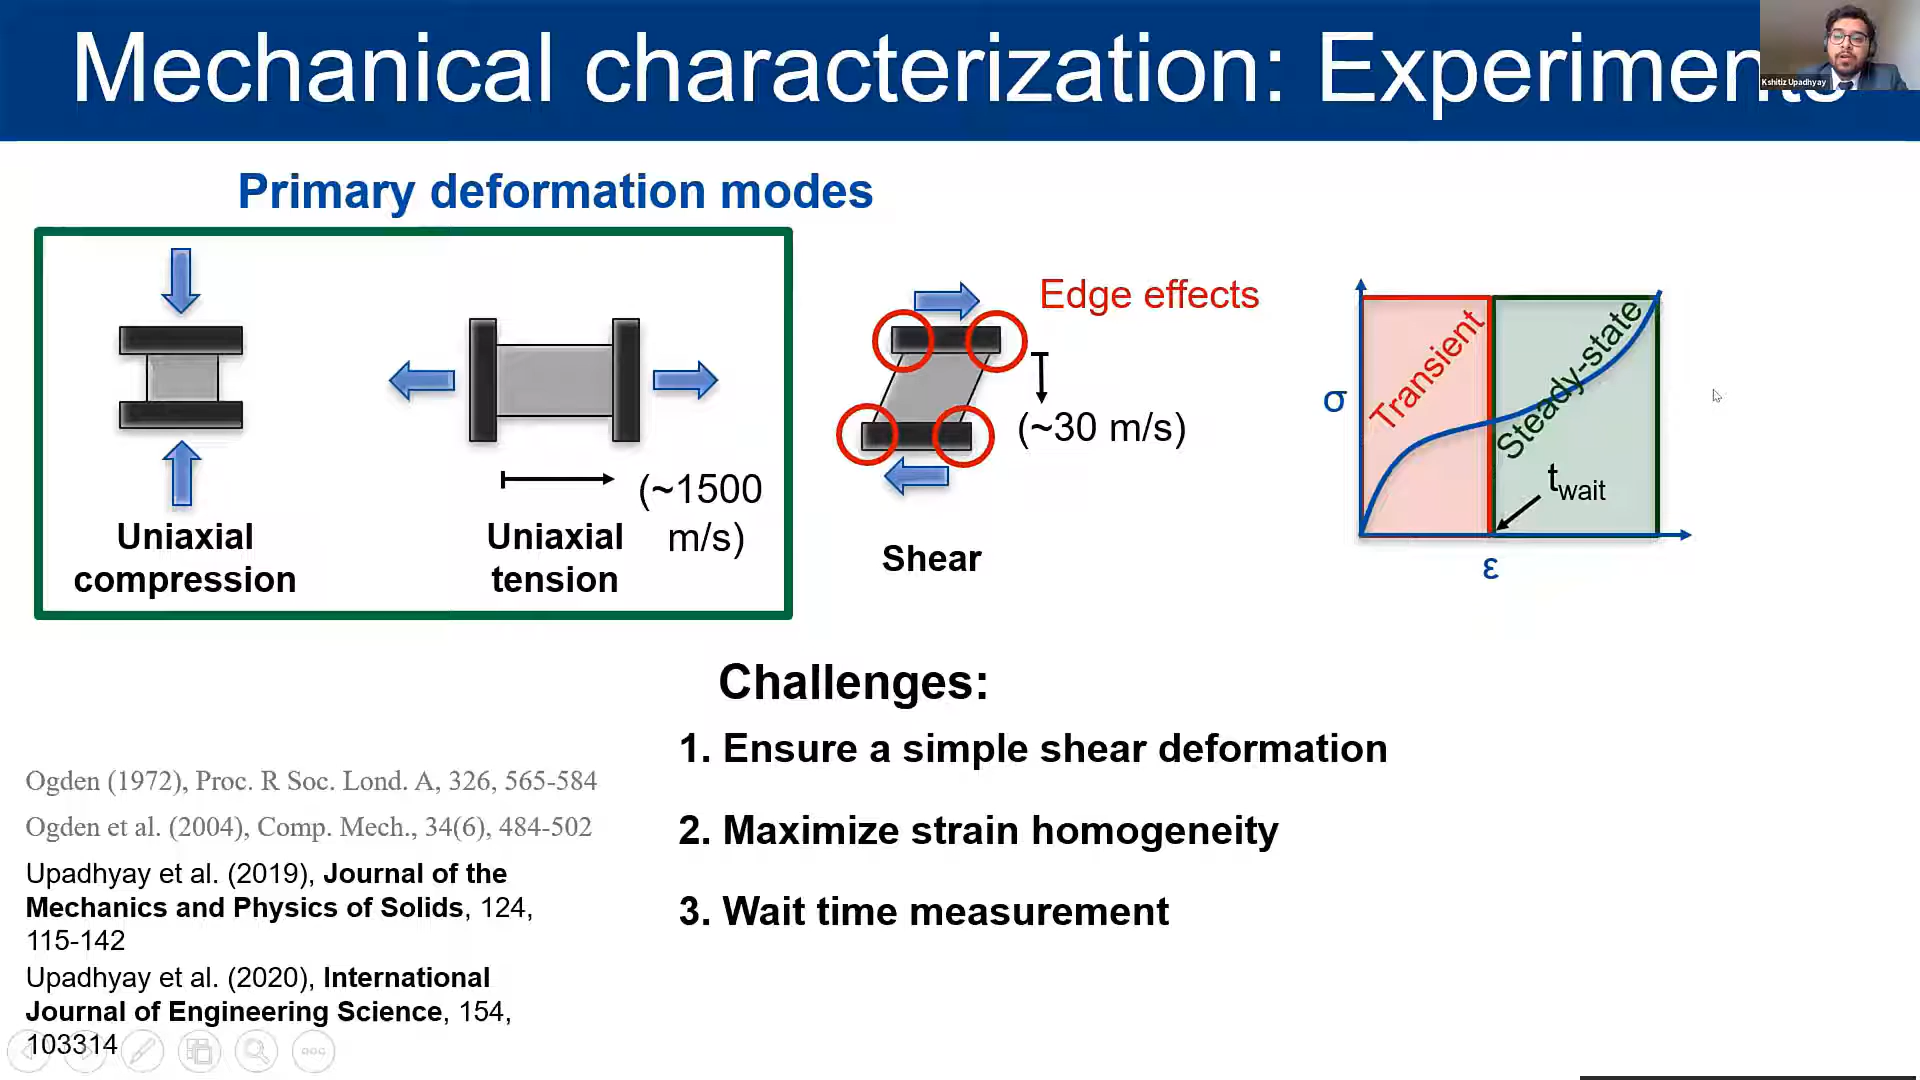 Mechanical characterization: Experiments
Kshitiz Upadhyay
Primary deformation modes
Uniaxial
compression
Uniaxial
tension
(~1500
m/s)
Edge effects
(~30 m/s)
Shear
σ
Transient
Steady-state
twait
ε
Challenges:
1. Ensure a simple shear deformation
2. Maximize strain homogeneity
3. Wait time measurement
Ogden (1972), Proc. R Soc. Lond. A, 326, 565-584
Ogden et al. (2004), Comp. Mech., 34(6), 484-502
Upadhyay et al. (2019), Journal of the
Mechanics and Physics of Solids, 124,
115-142
Upadhyay et al. (2020), International
Journal of Engineering Science, 154,
103314